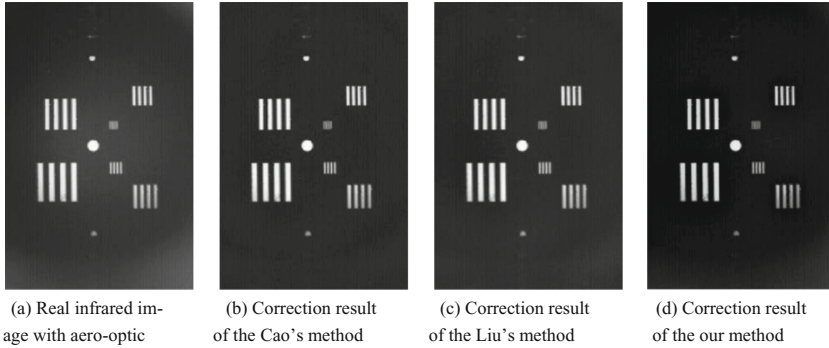 (a) Real infrared im-
age with aero-optic
(b) Correction result
of the Cao's method
(c) Correction result
of the Liu's method
(d) Correction result
of the our method